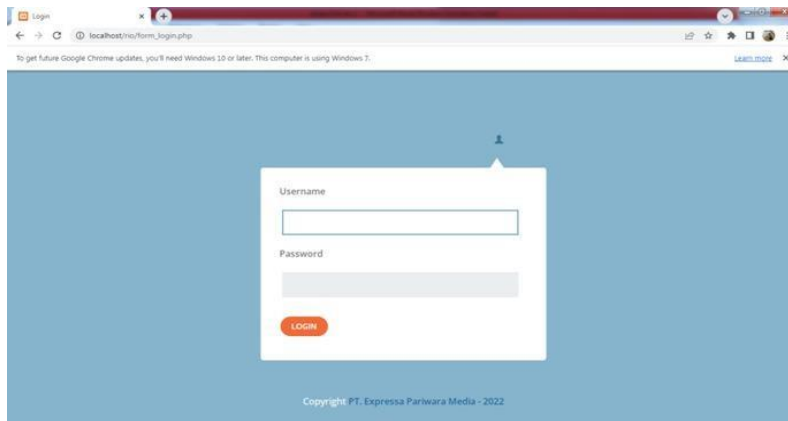 Login
localhost/rio/form_login.php
To get future Google Chrome updates, you'll need Windows 10 or later. This computer is using Windows 7.
Learn more
Username
Password
LOGIN
Copyright PT. Expressa Pariwara Media - 2022